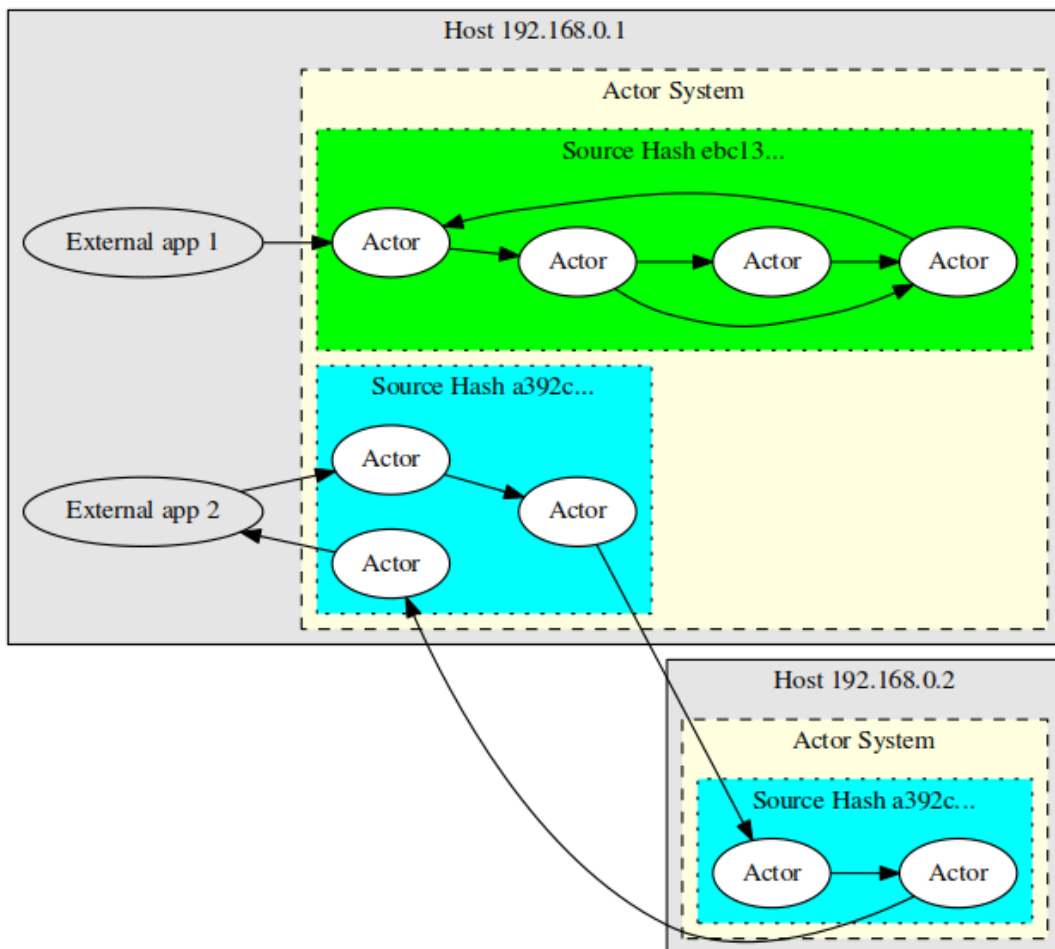 Host 192.168.0.1
Actor System
Source Hash ebc13...
External app 1
Actor
Actor
Actor
Actor
Source Hash a392c...
Actor
External app 2
Actor
Actor
Host 192.168.0.2
Actor System
Source Hash a392c...
Actor
Actor